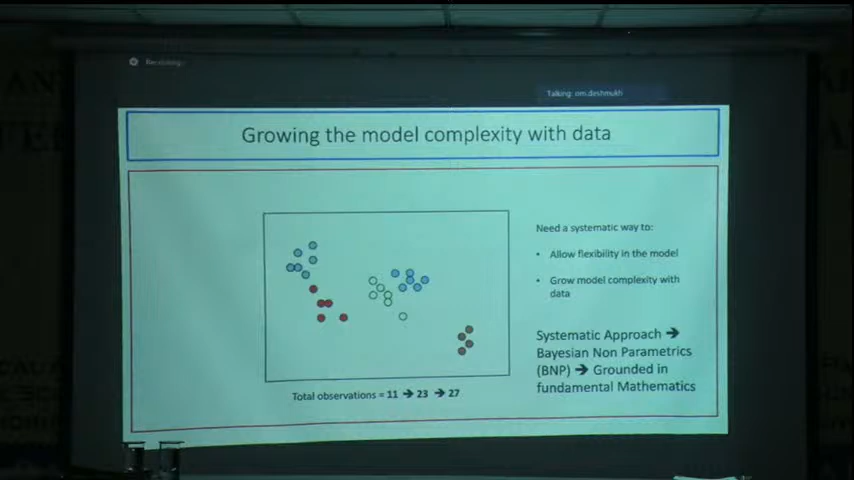 Recording
Talking: om.deshmukh
Growing the model complexity with data
Need a systematic way to:
• Allow flexibility in the model
• Grow model complexity with
data
Systematic Approach ➔
Bayesian Non Parametrics
(BNP) ➔ Grounded in
fundamental Mathematics
Total observations = 11 ➔ 23 ➔ 27